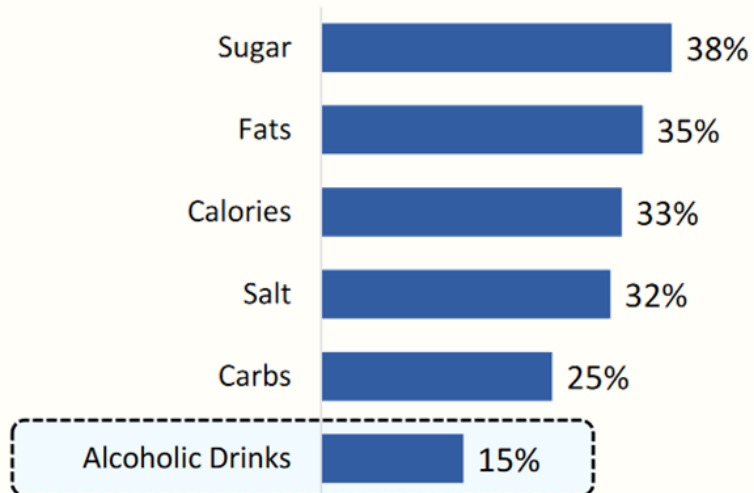 Sugar 38%
Fats 35%
Calories 33%
Salt 32%
Carbs 25%
Alcoholic Drinks 15%